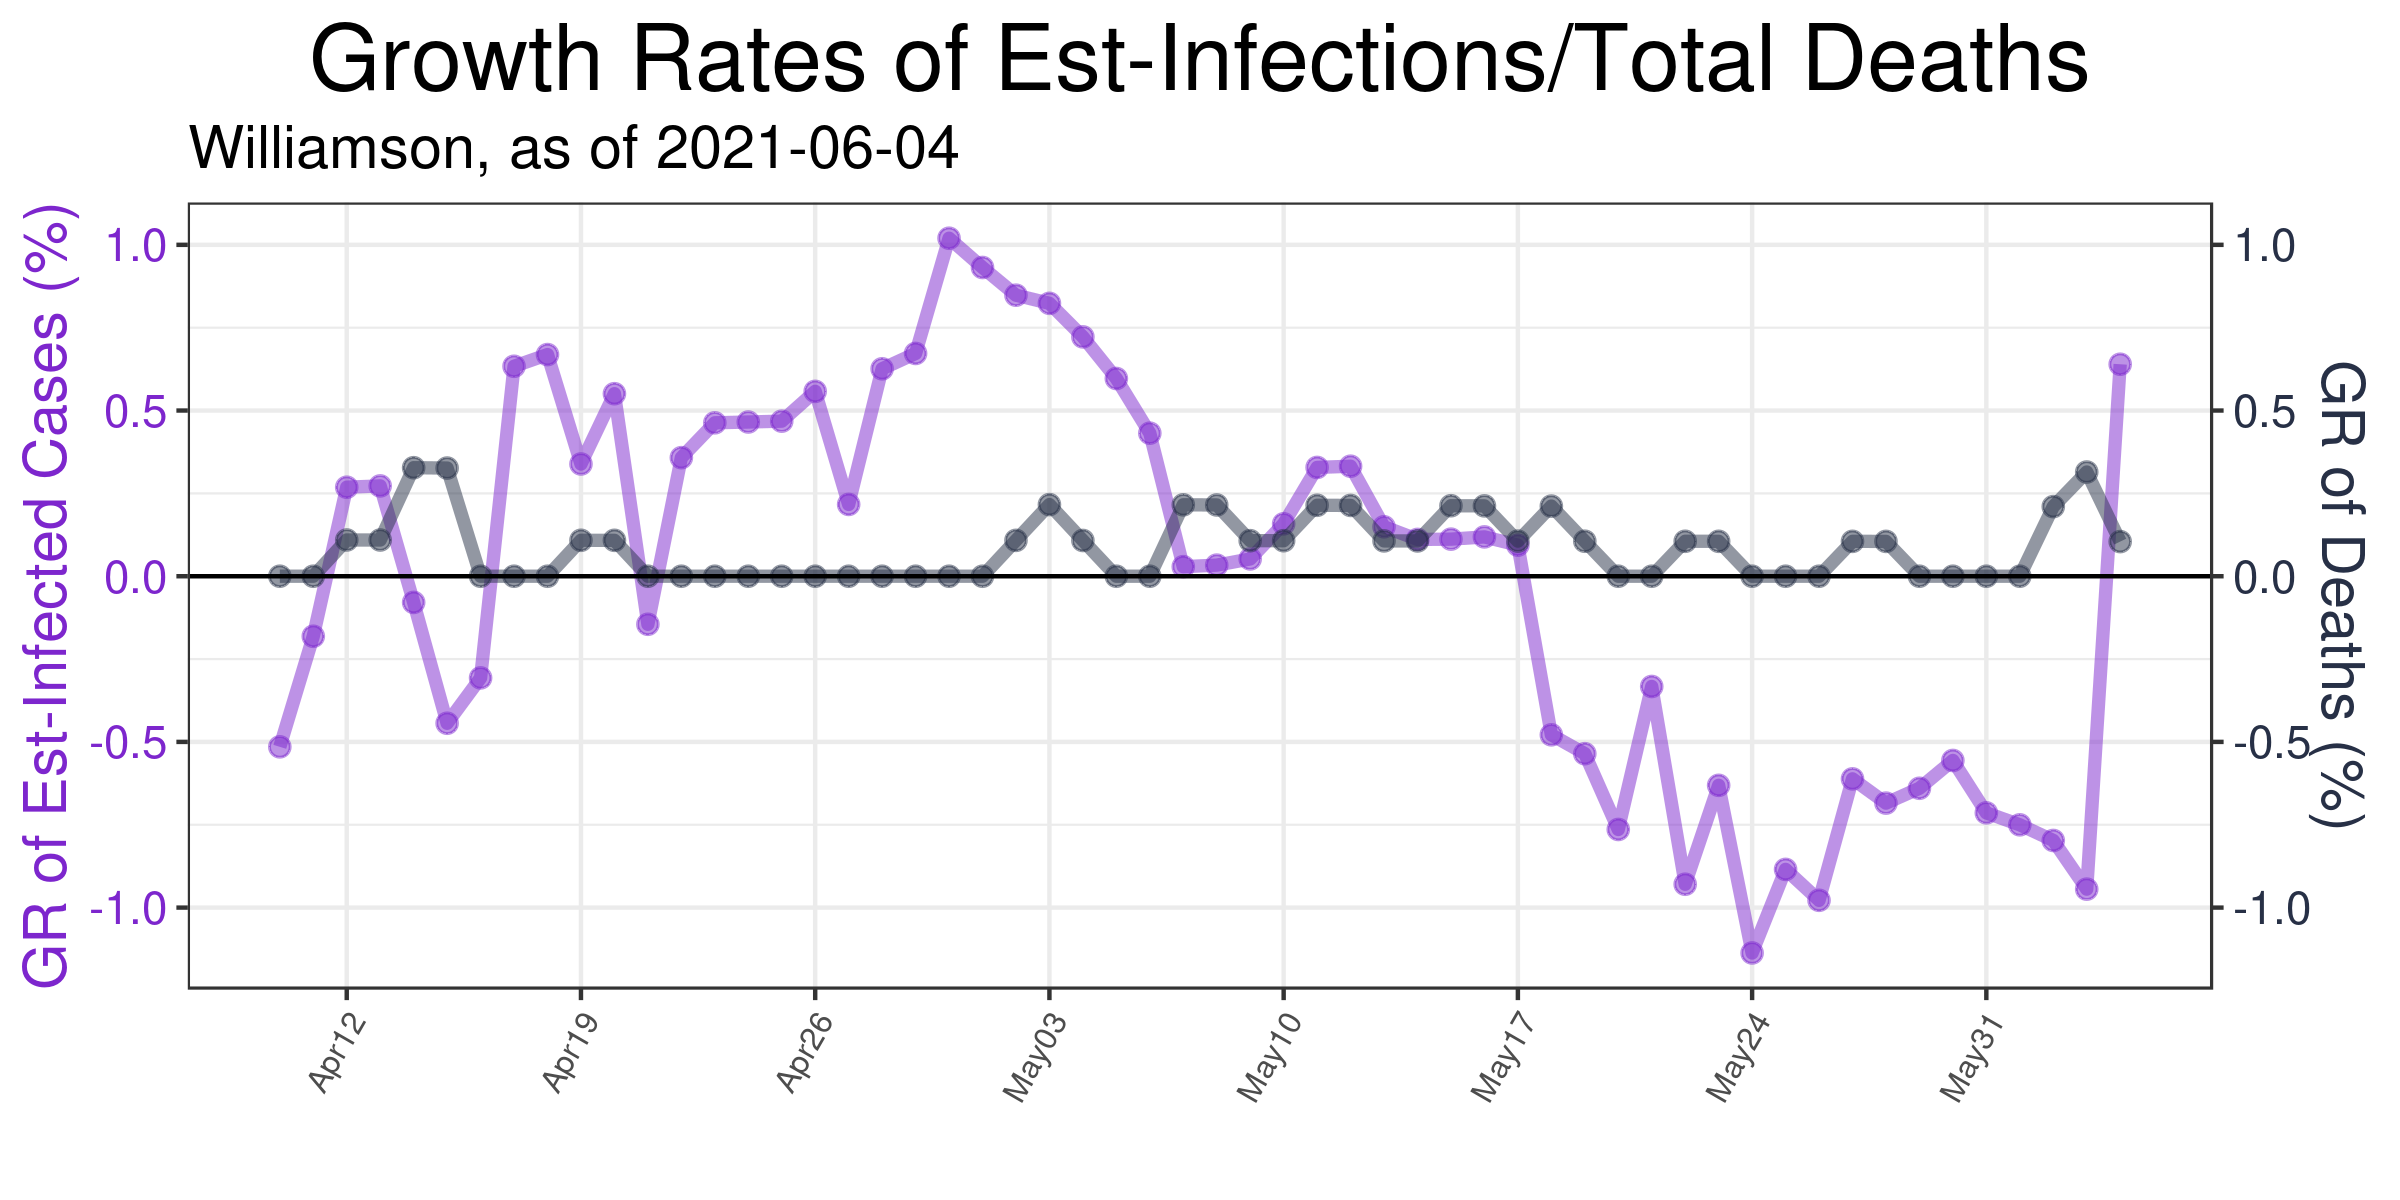 Growth Rates of Est-Infections/Total Deaths
Williamson, as of 2021-06-04
GR of Est-Infected Cases (%)
1.0
0.5
0.0
-0.5
-1.0
1.0
0.5
0.0
-0.5
-1.0
GR of Deaths (%)
Apr12
Apr19
Apr26
May03
May10
May17
May24
May31